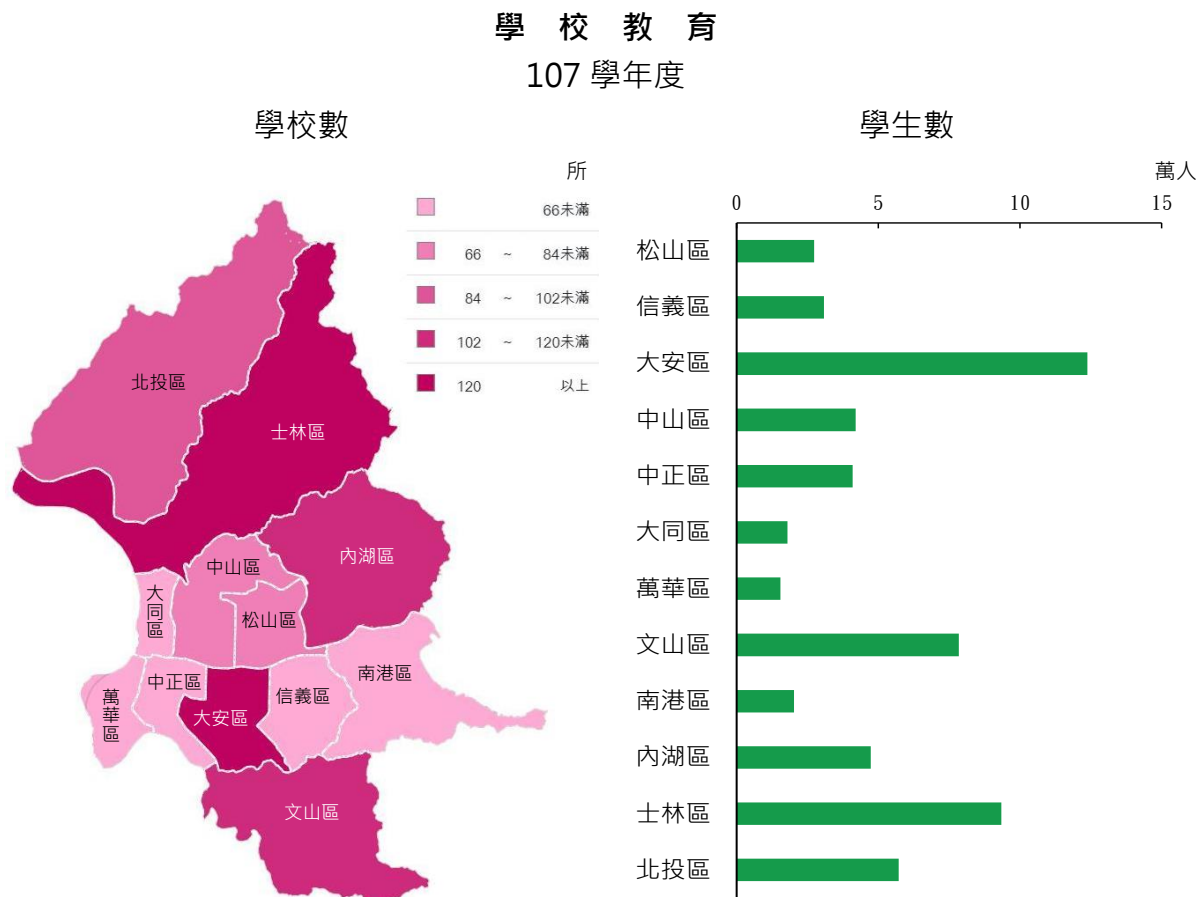 學校教育
107 學年度
學校數
所
66未滿
66 ~ 84未滿
84 ~ 102未滿
102 ~ 120未滿
120 以上
北投區
士林區
內湖區
中山區
大同區
松山區
南港區
中正區
信義區
萬華區
大安區
文山區
學生數
萬人
0 5 10 15
松山區
信義區
大安區
中山區
中正區
大同區
萬華區
文山區
南港區
內湖區
士林區
北投區